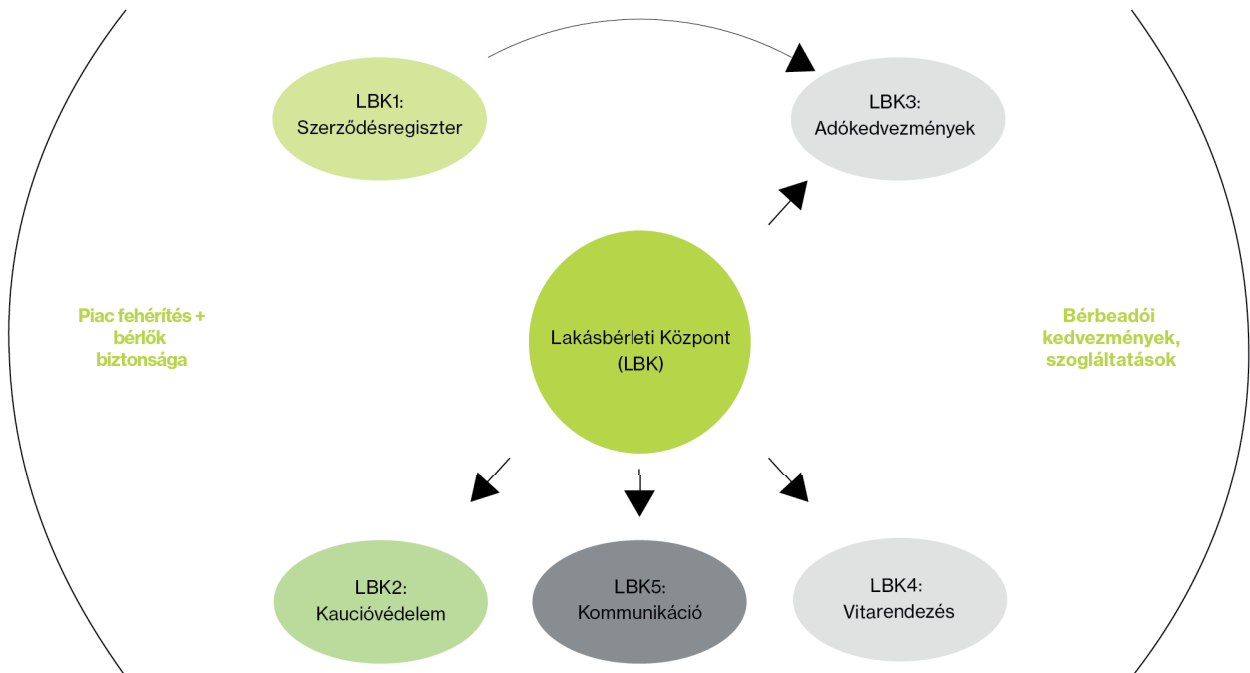 LBK1:
Szerződésregiszter
LBK3:
Adókedvezmények
Piac fehérítés +
bérlők
biztonsága
Lakásbérleti Központ
(LBK)
Bérbeadói
kedvezmények,
szogláltatások
LBK2:
Kaucióvédelem
LBK5:
Kommunikáció
LBK4:
Vitarendezés